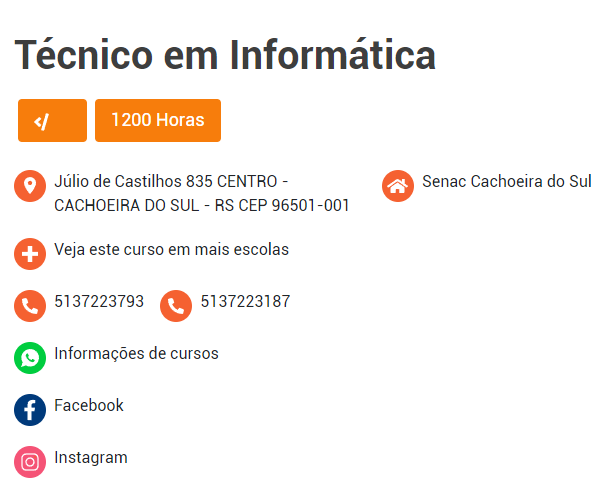 Técnico em Informática
1200 Horas
Júlio de Castilhos 835 CENTRO -
CACHOEIRA DO SUL - RS CEP 96501-001
Senac Cachoeira do Sul
Veja este curso em mais escolas
5137223793
5137223187
Informações de cursos
Facebook
Instagram